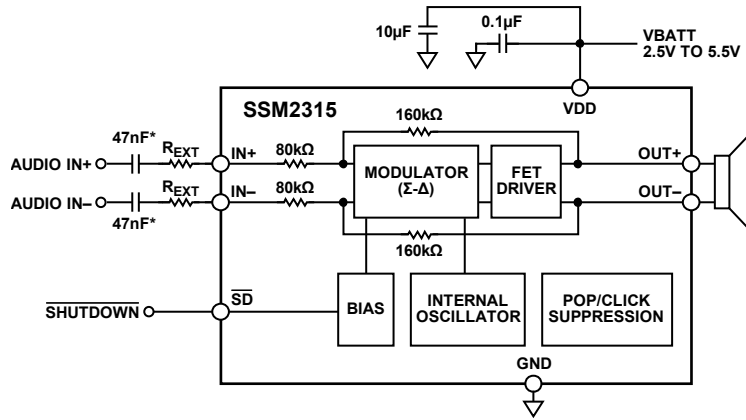 10µF
0.1µF
VBATT
2.5V TO 5.5V
SSM2315
VDD
160kΩ
47nF*
REXT
IN+
80kΩ
AUDIO IN+
MODULATOR
(Σ-Δ)
FET
DRIVER
OUT+
AUDIO IN–
47nF*
REXT
IN–
80kΩ
OUT–
160kΩ
SHUTDOWN
SD
BIAS
INTERNAL
OSCILLATOR
POP/CLICK
SUPPRESSION
GND